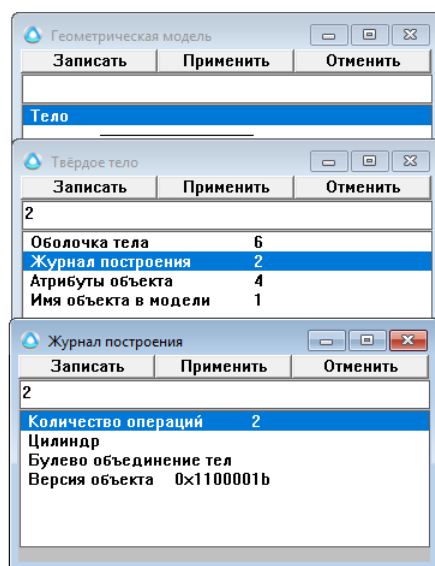 Геометрическая модель
Записать Применить Отменить
Тело
Твёрдое тело
Записать Применить Отменить
2
Оболочка тела 6
Журнал построения 2
Атрибуты объекта 4
Имя объекта в модели 1
Журнал построения
Записать Применить Отменить
2
Количество операций 2
Цилиндр
Булево объединение тел
Версия объекта 0x1100001b